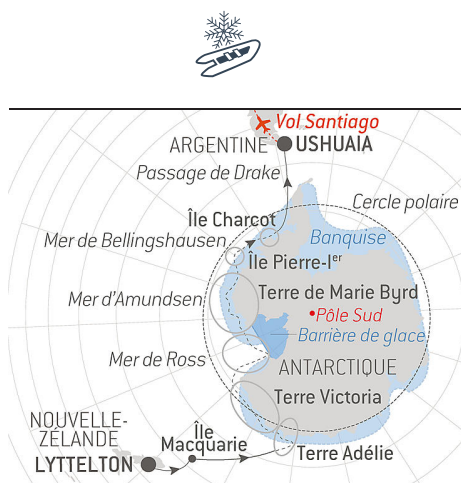 Vol Santiago
ARGENTINE
USHUAIA
Passage de Drake
Cercle polaire
Île Charcot
Mer de Bellingshausen
Banquise
Île Pierre-Iᵉʳ
Mer d'Amundsen
Terre de Marie Byrd
Pôle Sud
Barrière de glace
Mer de Ross
ANTARCTIQUE
Terre Victoria
NOUVELLE-
ZÉLANDE
Île
Macquarie
LYTTELTON
Terre Adélie